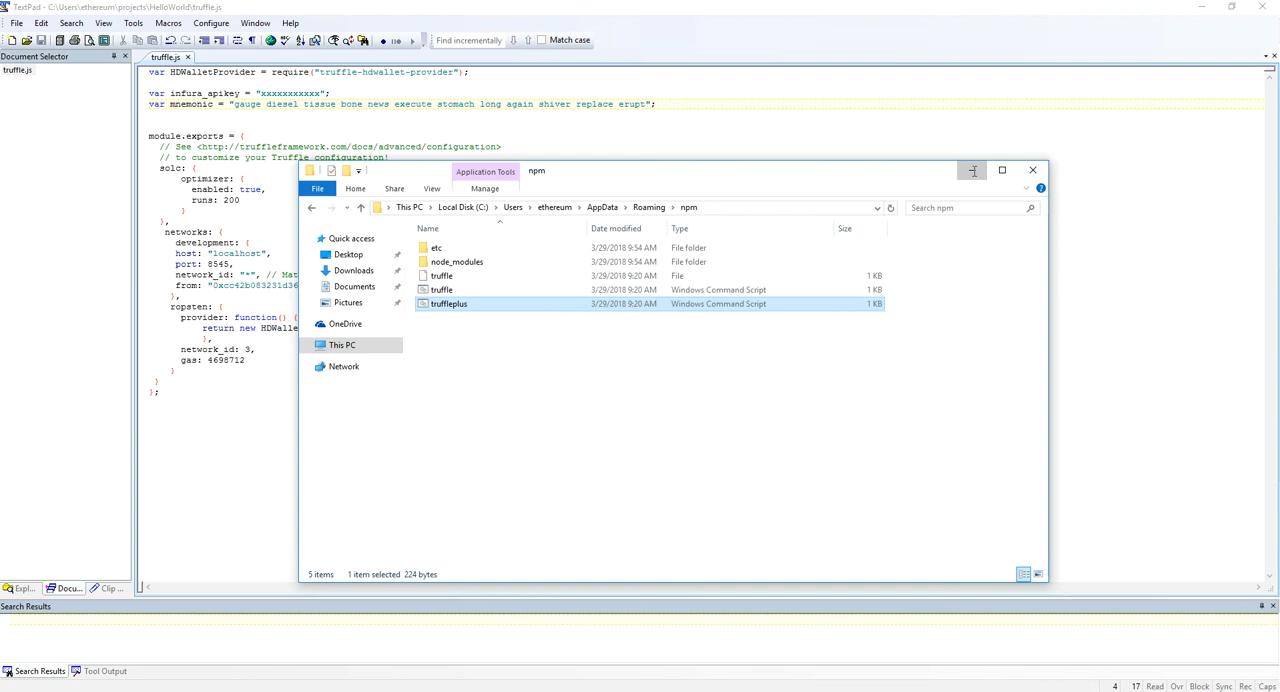 TextPad - C:\Users\ethereum\projects\HelloWorld\truffle.js
File Edit Search View Tools Macros Configure Window Help
Find incrementally Match case
Document Selector
truffle.js
truffle.js
var HDWalletProvider = require("truffle-hdwallet-provider");
var infura_apikey = "xxxxxxxxxxx";
var mnemonic = "gauge diesel tissue bone news execute stomach long again shiver replace erupt";
module.exports = {
// See <http://truffleframework.com/docs/advanced/configuration>
// to customize your Truffle configuration!
solc: {
optimizer: {
enabled: true,
runs: 200
}
},
networks: {
development: {
host: "localhost",
port: 8545,
network_id: "*", // Mat
from: "0xcc42b083231d36
},
ropsten: {
provider: function() {
return new HDWalle
},
network_id: 3,
gas: 4698712
}
}
};
Application Tools npm
File Home Share View Manage
This PC Local Disk (C:) Users ethereum AppData Roaming npm
Search npm
Name Date modified Type Size
Quick access
Desktop
Downloads
Documents
Pictures
OneDrive
This PC
Network
etc 3/29/2018 9:54 AM File folder
node_modules 3/29/2018 9:54 AM File folder
truffle 3/29/2018 9:20 AM File 1 KB
truffle 3/29/2018 9:20 AM Windows Command Script 1 KB
truffleplus 3/29/2018 9:20 AM Windows Command Script 1 KB
5 items 1 item selected 224 bytes
Expl... Docu... Clip ...
Search Results
Search Results Tool Output
4 17 Read Ovr Block Sync Rec Caps